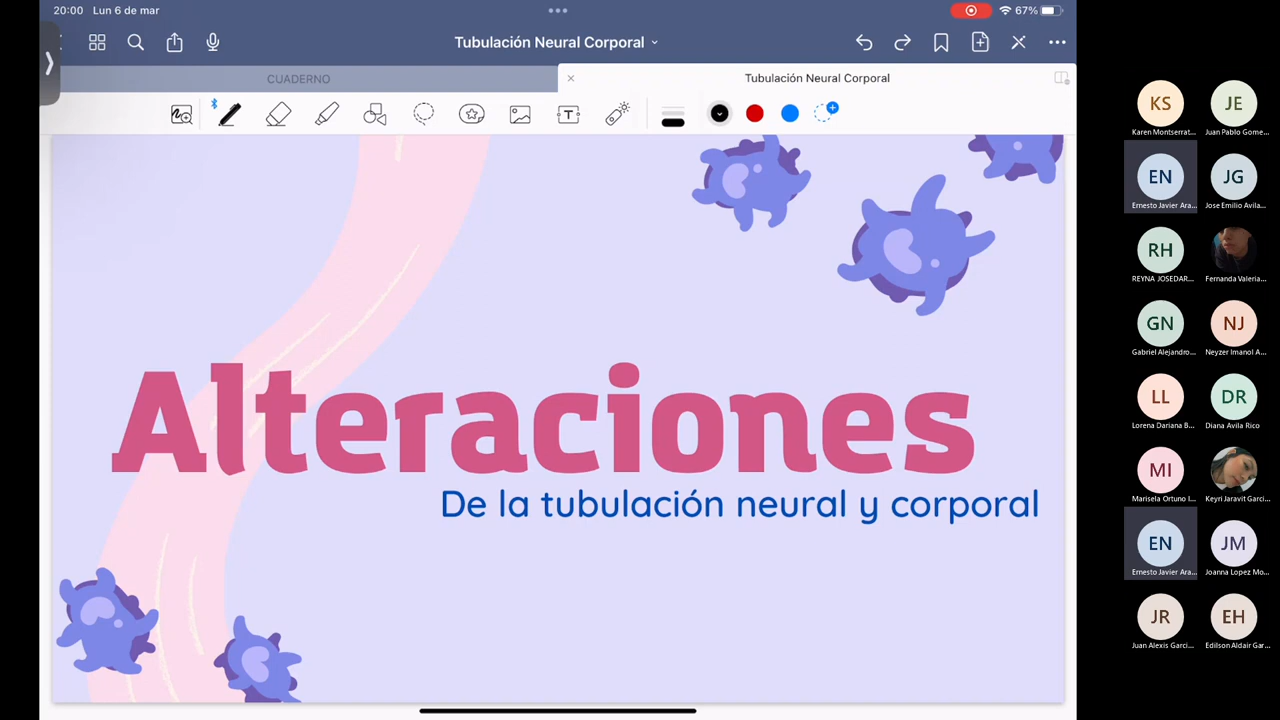 20:00 Lun 6 de mar
67%
Tubulación Neural Corporal
CUADERNO
Tubulación Neural Corporal
Alteraciones
De la tubulación neural y corporal
KS
JE
Karen Montserrat...
Juan Pablo Gome...
EN
JG
Ernesto Javier Ara...
Jose Emilio Avila...
RH
REYNA JOSEDAR...
Fernanda Valeria...
GN
NJ
Gabriel Alejandro...
Neyzer Imanol A...
LL
DR
Lorena Dariana B...
Diana Avila Rico
MI
Marisela Ortuno I...
Keyri Jaravit Garci...
EN
JM
Ernesto Javier Ara...
Joanna Lopez Mo...
JR
EH
Juan Alexis Garci...
Edilson Aldair Gar...